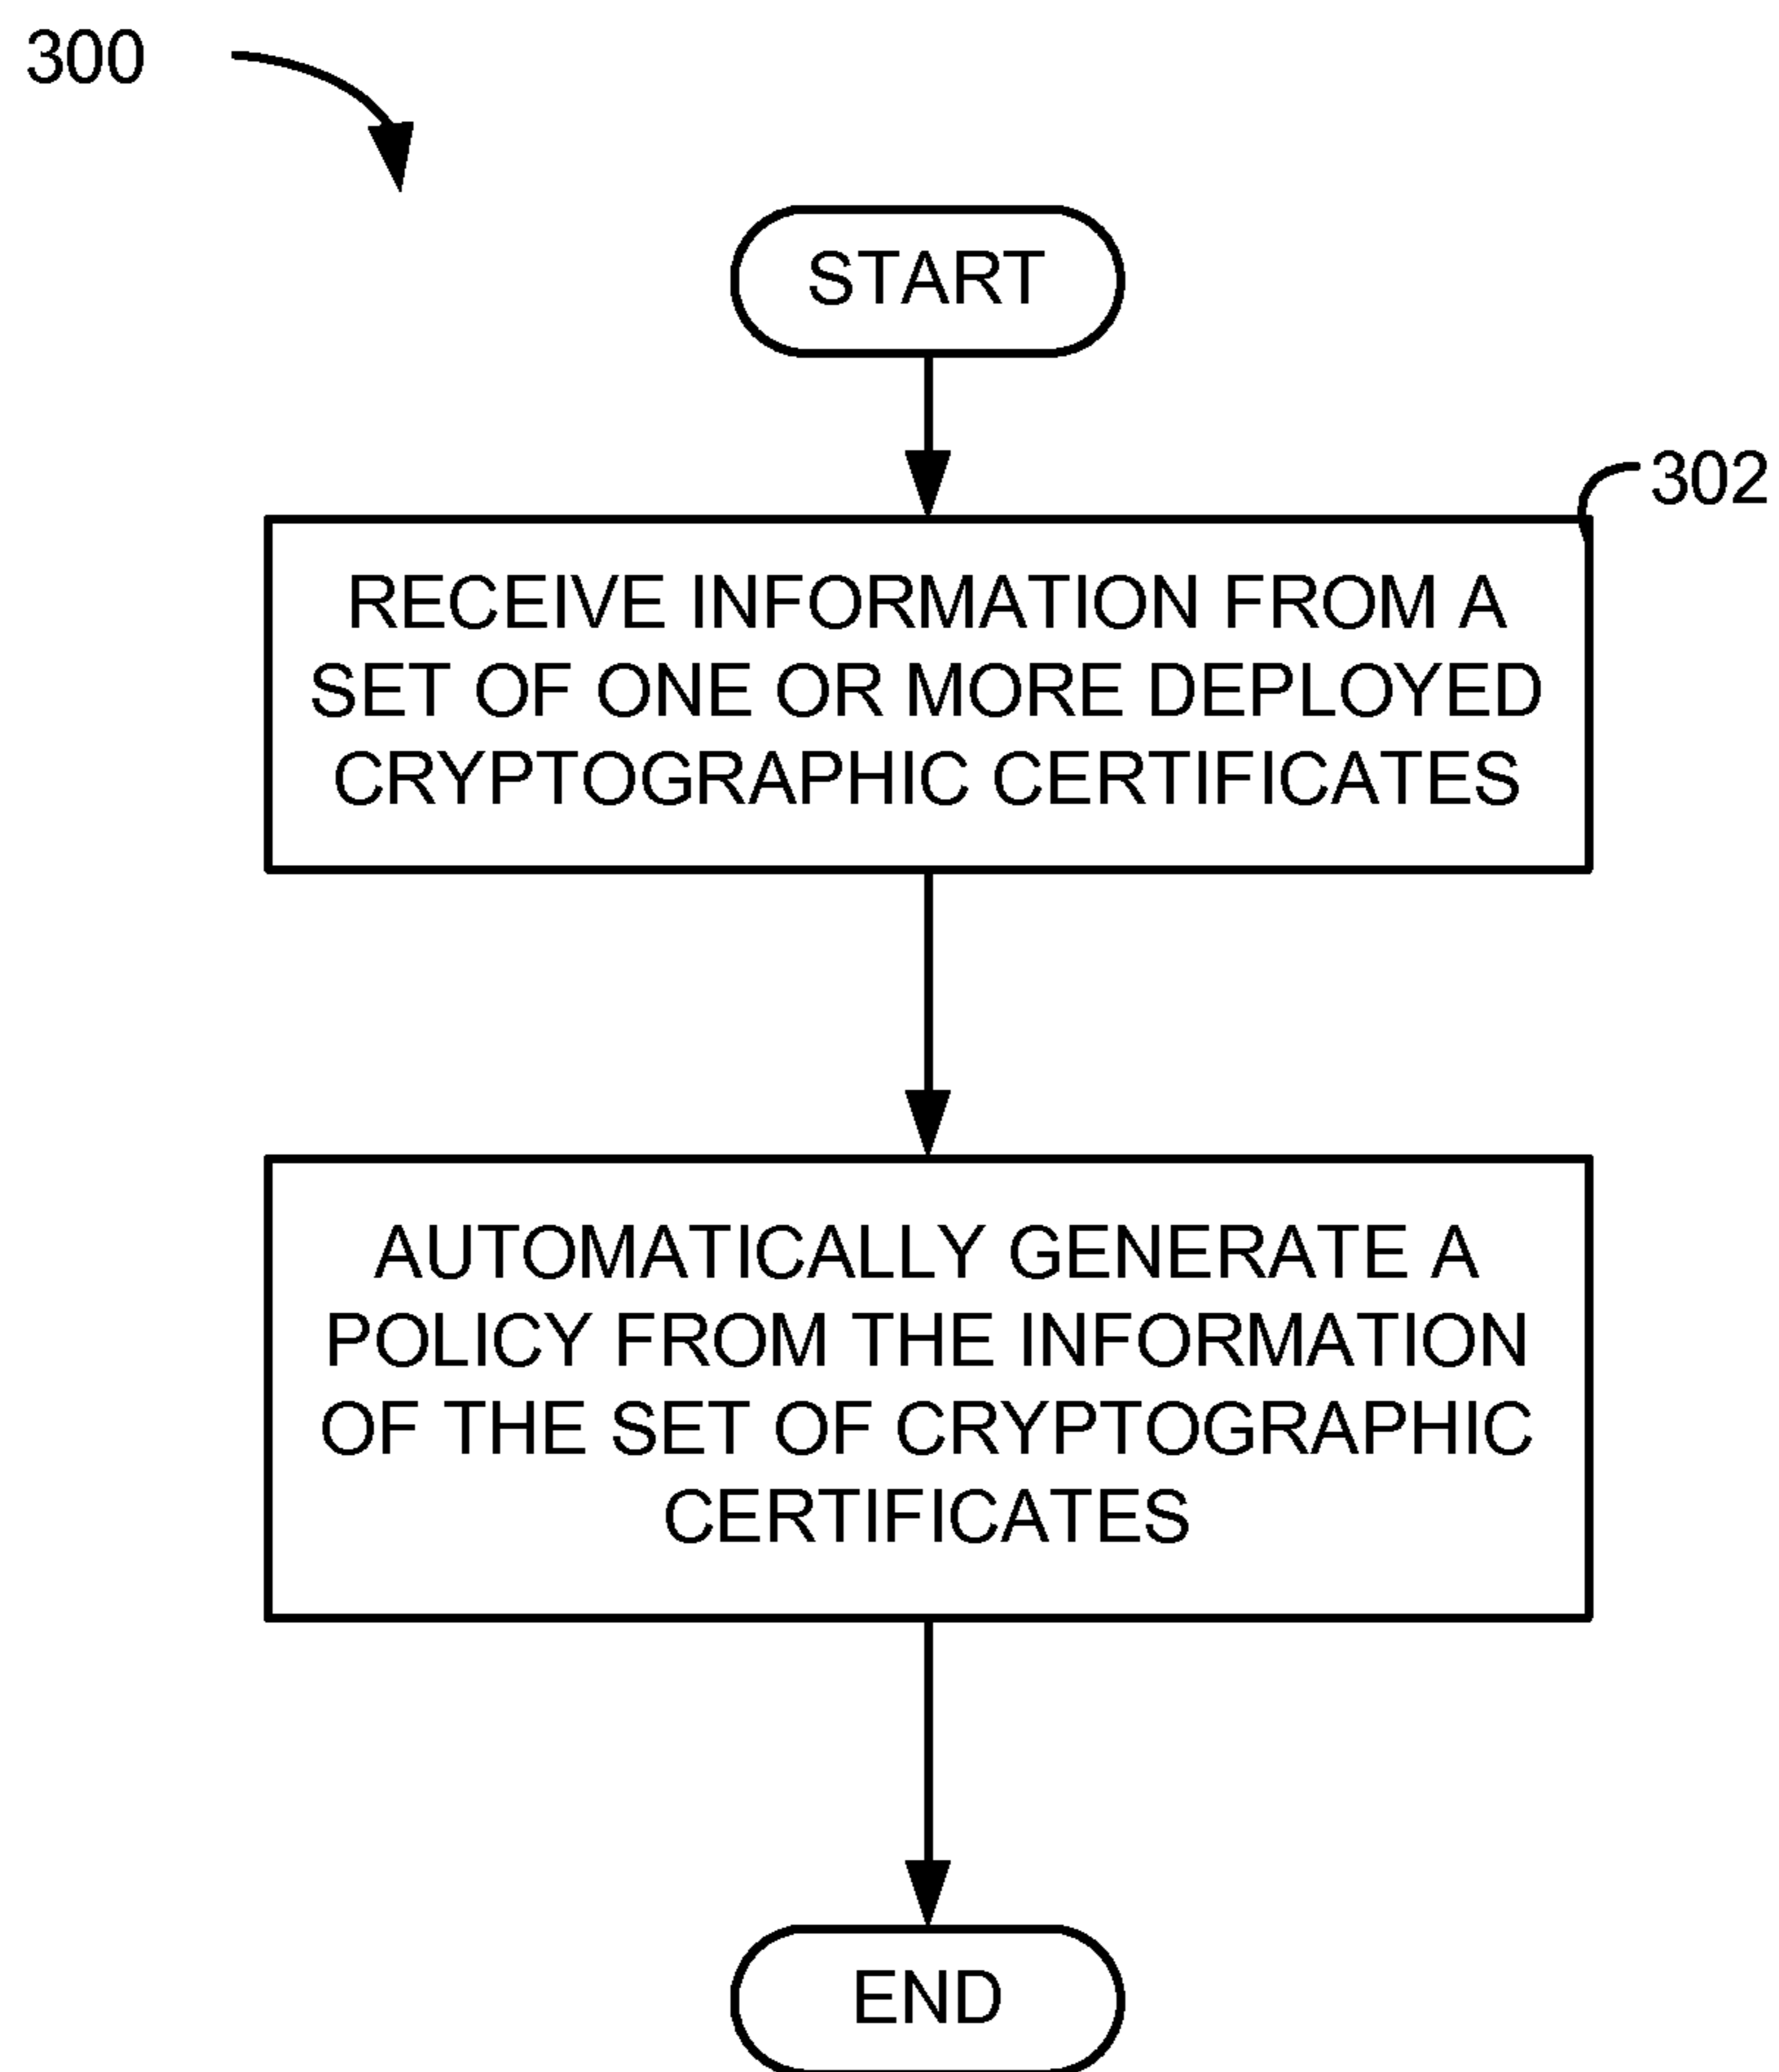 300
START
302
RECEIVE INFORMATION FROM A
SET OF ONE OR MORE DEPLOYED
CRYPTOGRAPHIC CERTIFICATES
AUTOMATICALLY GENERATE A
POLICY FROM THE INFORMATION
OF THE SET OF CRYPTOGRAPHIC
CERTIFICATES
END